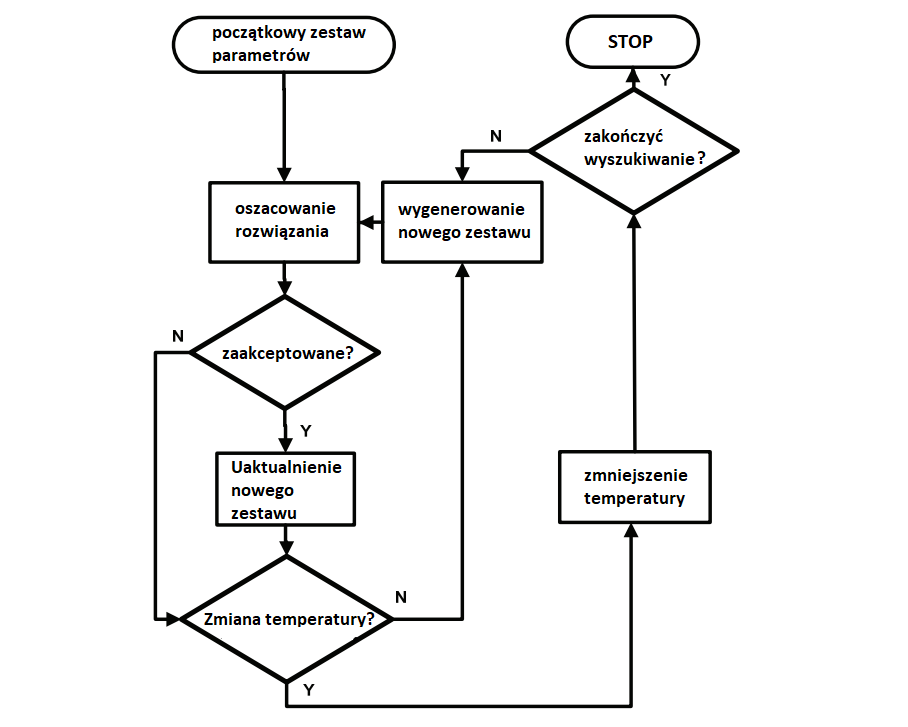 początkowy zestaw
parametrów
STOP
Y
zakończyć
wyszukiwanie?
N
oszacowanie
rozwiązania
wygenerowanie
nowego zestawu
N
zaakceptowane?
Y
Uaktualnienie
nowego
zestawu
zmniejszenie
temperatury
N
Zmiana temperatury?
Y